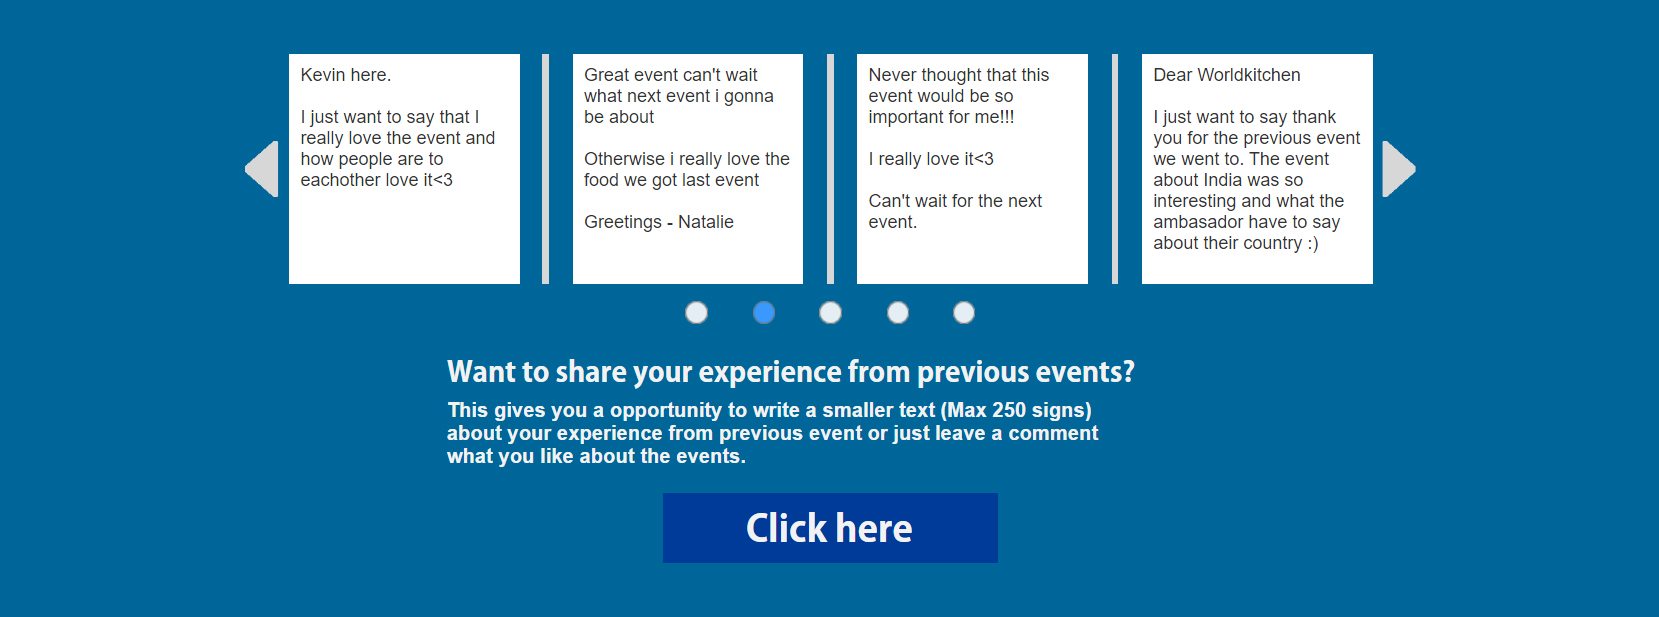 Kevin here.
I just want to say that I
really love the event and
how people are to
eachother love it<3
Great event can't wait
what next event i gonna
be about
Otherwise i really love the
food we got last event
Greetings - Natalie
Never thought that this
event would be so
important for me!!!
I really love it<3
Can't wait for the next
event.
Dear Worldkitchen
I just want to say thank
you for the previous event
we went to. The event
about India was so
interesting and what the
ambasador have to say
about their country :)
Want to share your experience from previous events?
This gives you a opportunity to write a smaller text (Max 250 signs)
about your experience from previous event or just leave a comment
what you like about the events.
Click here